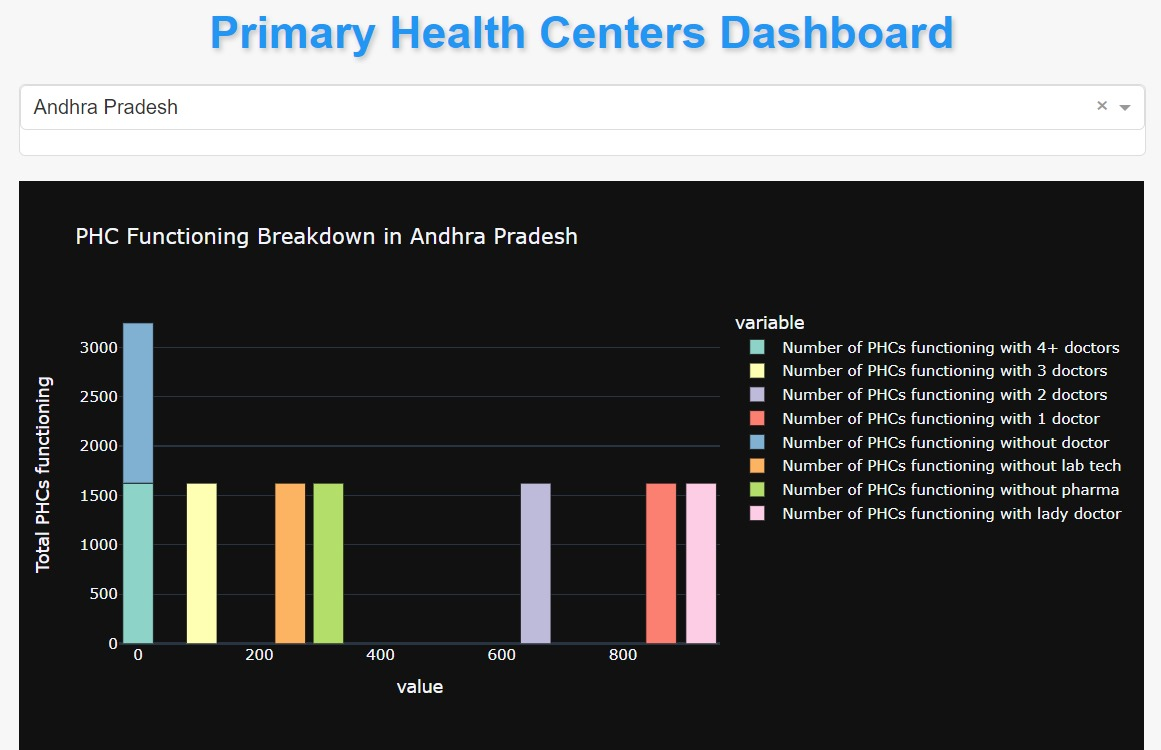 Primary Health Centers Dashboard
Andhra Pradesh
PHC Functioning Breakdown in Andhra Pradesh
variable
Number of PHCs functioning with 4+ doctors
Number of PHCs functioning with 3 doctors
Number of PHCs functioning with 2 doctors
Number of PHCs functioning with 1 doctor
Number of PHCs functioning without doctor
Number of PHCs functioning without lab tech
Number of PHCs functioning without pharma
Number of PHCs functioning with lady doctor
Total PHCs functioning
3000
2500
2000
1500
1000
500
0
0 200 400 600 800
value